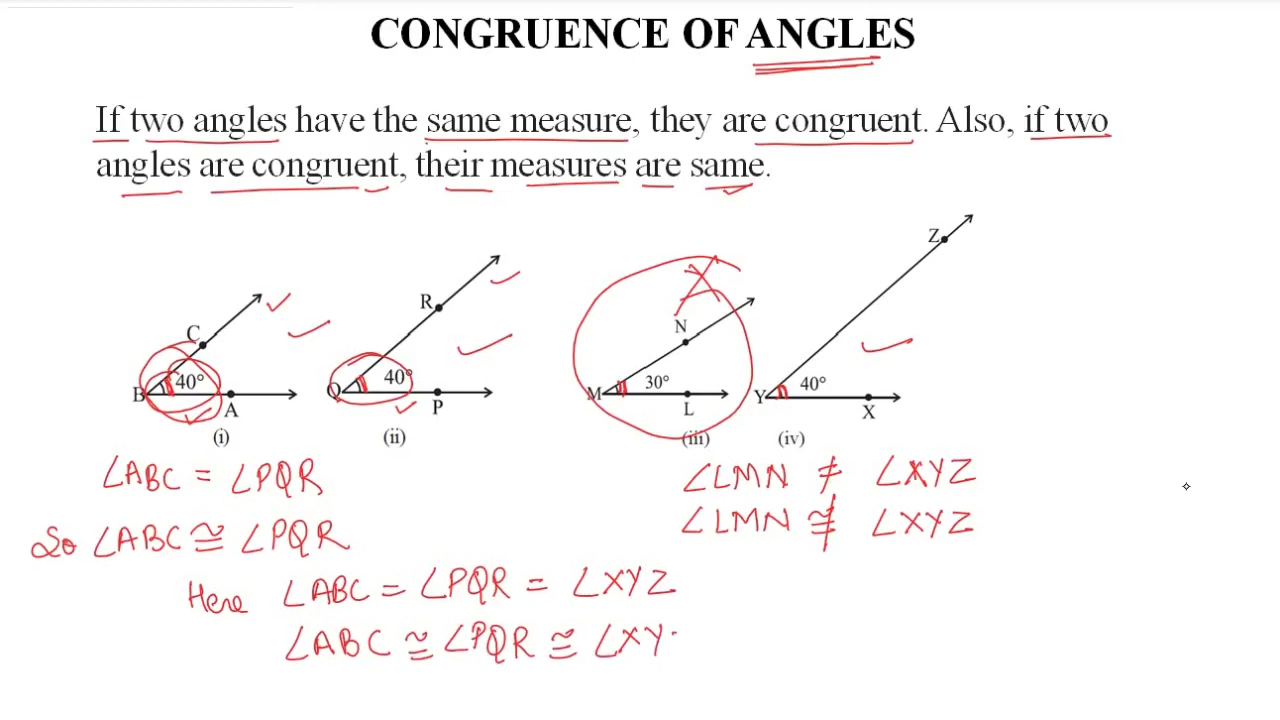 CONGRUENCE OF ANGLES
If two angles have the same measure, they are congruent. Also, if two
angles are congruent, their measures are same.
C
B
40°
A
(i)
R
Q
40°
P
(ii)
N
M
30°
L
(iii)
Z
Y
40°
X
(iv)
∠ABC = ∠PQR
So ∠ABC ≅ ∠PQR
∠LMN ≠ ∠XYZ
∠LMN ≇ ∠XYZ
Here ∠ABC = ∠PQR = ∠XYZ
∠ABC ≅ ∠PQR ≅ ∠XY